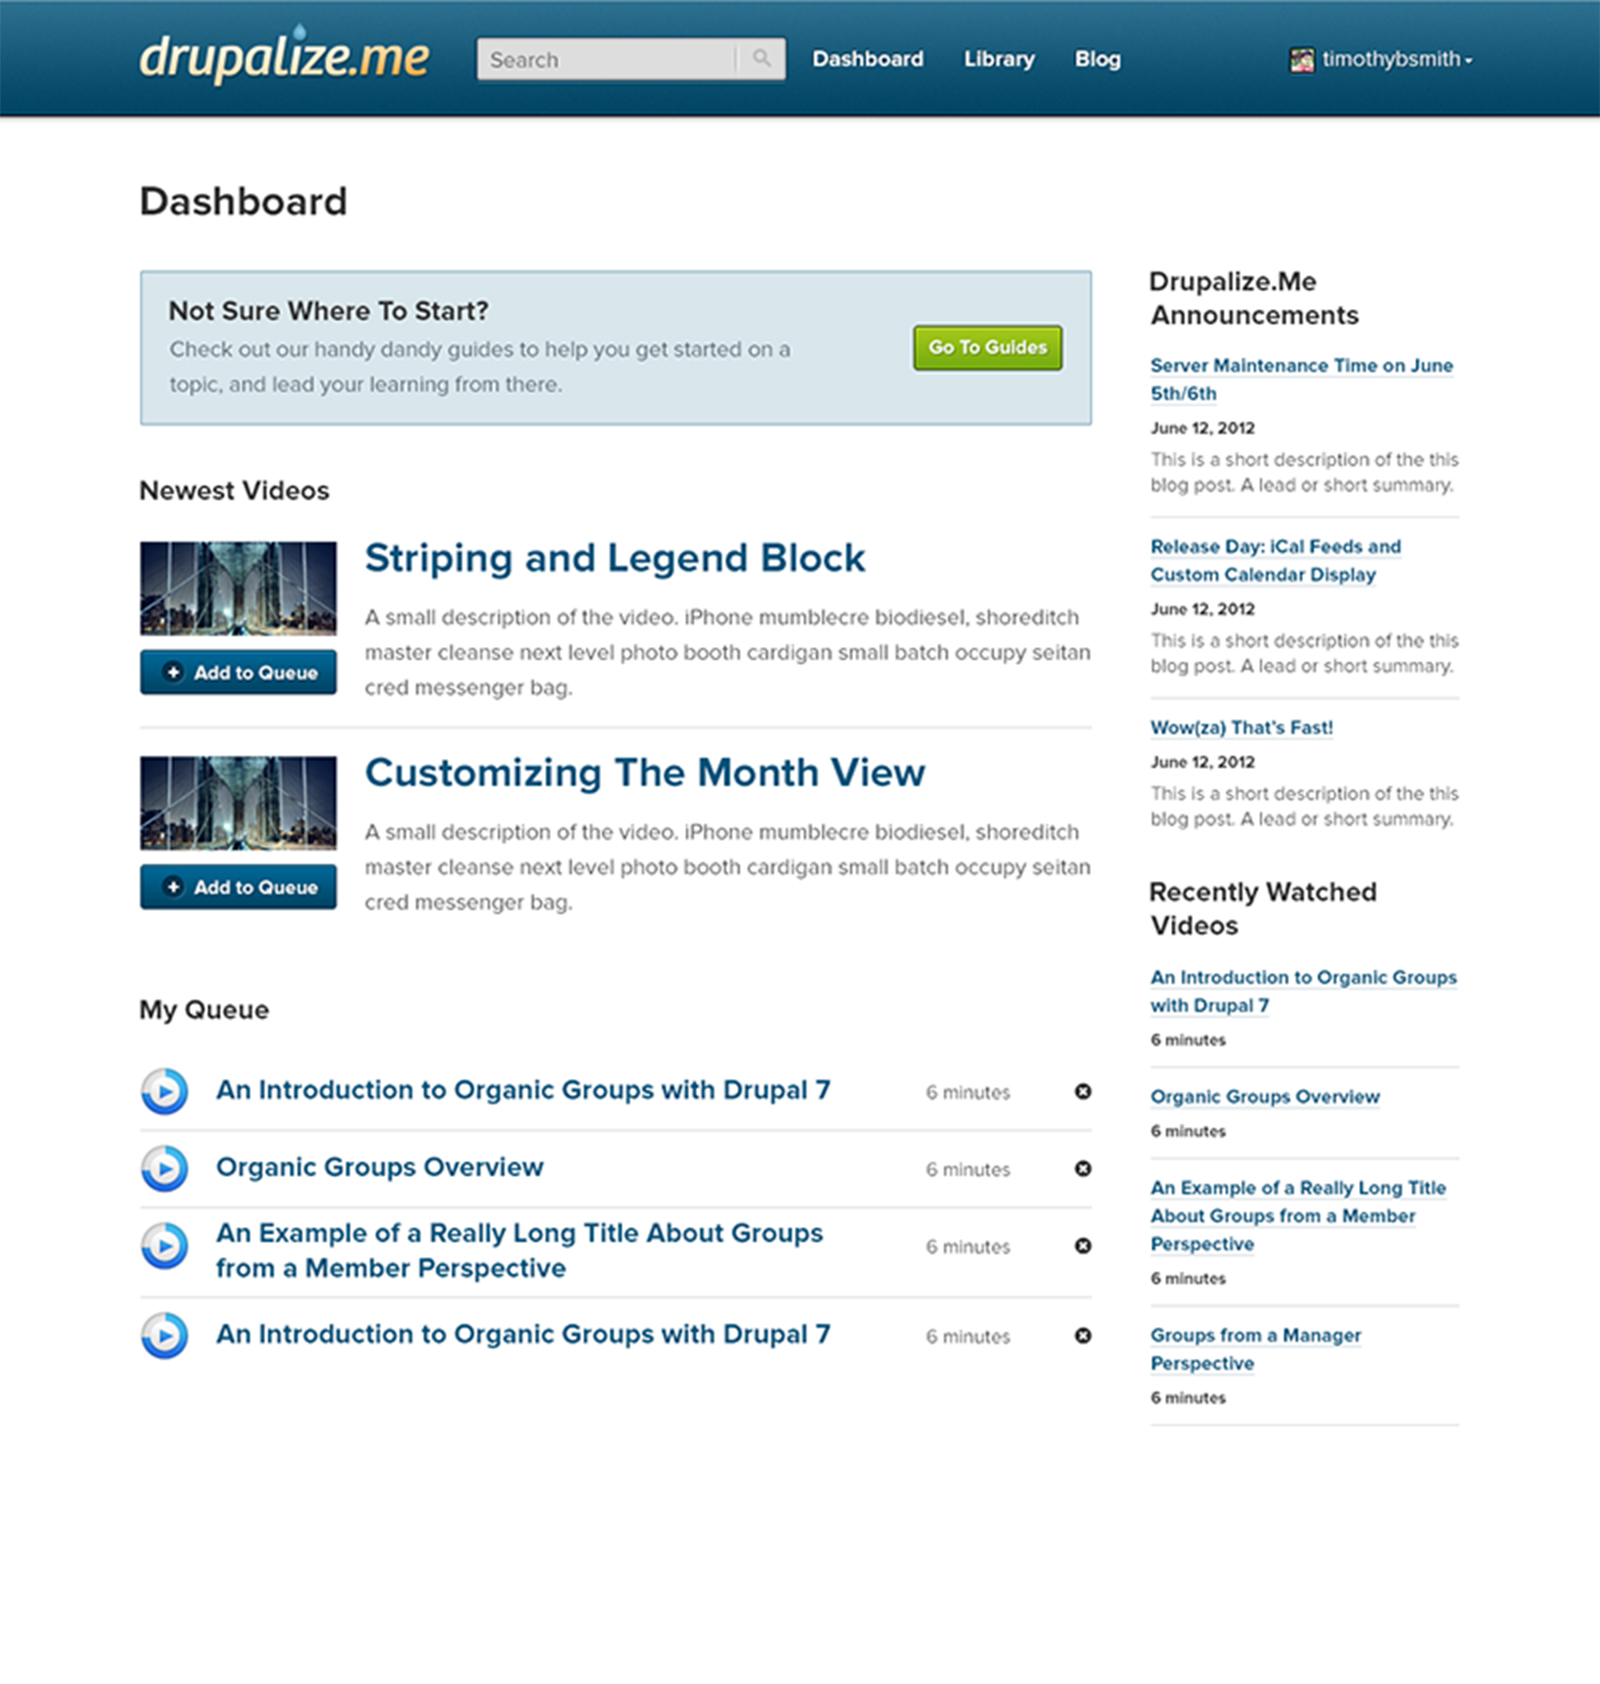 drupalize.me
Search
Dashboard
Library
Blog
timothybsmith
Dashboard
Not Sure Where To Start?
Check out our handy dandy guides to help you get started on a
topic, and lead your learning from there.
Go To Guides
Newest Videos
Striping and Legend Block
A small description of the video. iPhone mumblecre biodiesel, shoreditch
master cleanse next level photo booth cardigan small batch occupy seitan
cred messenger bag.
Add to Queue
Customizing The Month View
A small description of the video. iPhone mumblecre biodiesel, shoreditch
master cleanse next level photo booth cardigan small batch occupy seitan
cred messenger bag.
Add to Queue
My Queue
An Introduction to Organic Groups with Drupal 7
6 minutes
Organic Groups Overview
6 minutes
An Example of a Really Long Title About Groups
from a Member Perspective
6 minutes
An Introduction to Organic Groups with Drupal 7
6 minutes
Drupalize.Me
Announcements
Server Maintenance Time on June
5th/6th
June 12, 2012
This is a short description of the this
blog post. A lead or short summary.
Release Day: iCal Feeds and
Custom Calendar Display
June 12, 2012
This is a short description of the this
blog post. A lead or short summary.
Wow(za) That's Fast!
June 12, 2012
This is a short description of the this
blog post. A lead or short summary.
Recently Watched
Videos
An Introduction to Organic Groups
with Drupal 7
6 minutes
Organic Groups Overview
6 minutes
An Example of a Really Long Title
About Groups from a Member
Perspective
6 minutes
Groups from a Manager
Perspective
6 minutes